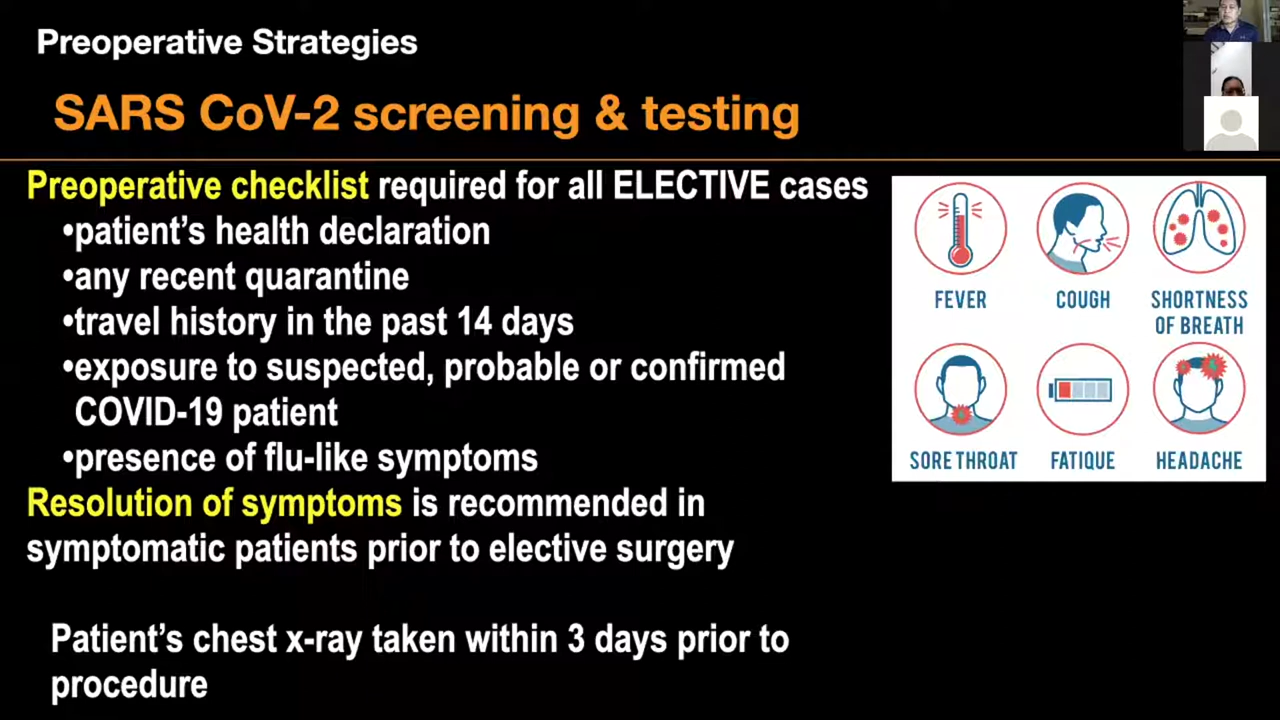 Preoperative Strategies
SARS CoV-2 screening & testing
Preoperative checklist required for all ELECTIVE cases
•patient’s health declaration
•any recent quarantine
•travel history in the past 14 days
•exposure to suspected, probable or confirmed
COVID-19 patient
•presence of flu-like symptoms
Resolution of symptoms is recommended in
symptomatic patients prior to elective surgery
Patient’s chest x-ray taken within 3 days prior to
procedure
FEVER
COUGH
SHORTNESS
OF BREATH
SORE THROAT
FATIQUE
HEADACHE